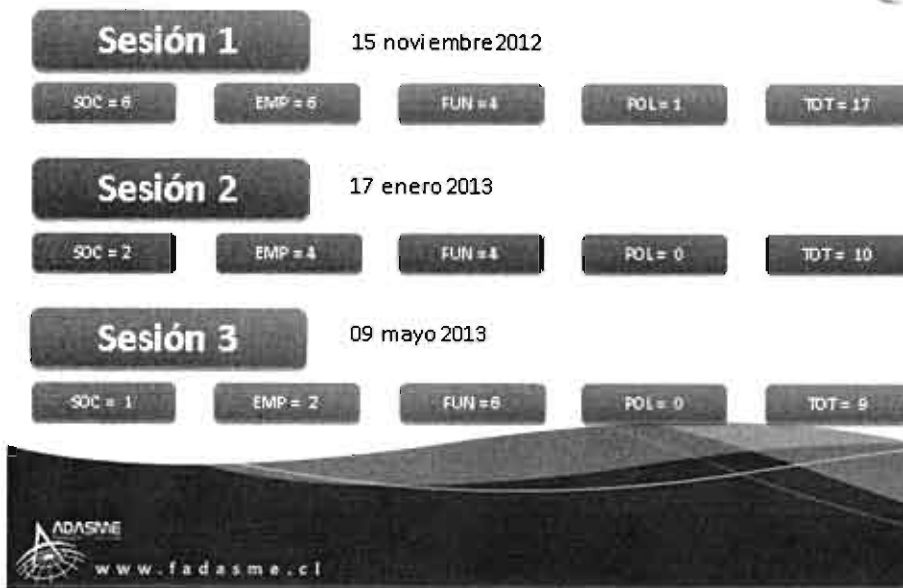 Sesión 1 15 noviembre 2012
SOC = 6 EMP = 6 FUN = 4 POL = 1 TOT = 17
Sesión 2 17 enero 2013
SOC = 2 EMP = 4 FUN = 4 POL = 0 TOT = 10
Sesión 3 09 mayo 2013
SOC = 1 EMP = 2 FUN = 6 POL = 0 TOT = 9
ADASME
www.fadasme.cl